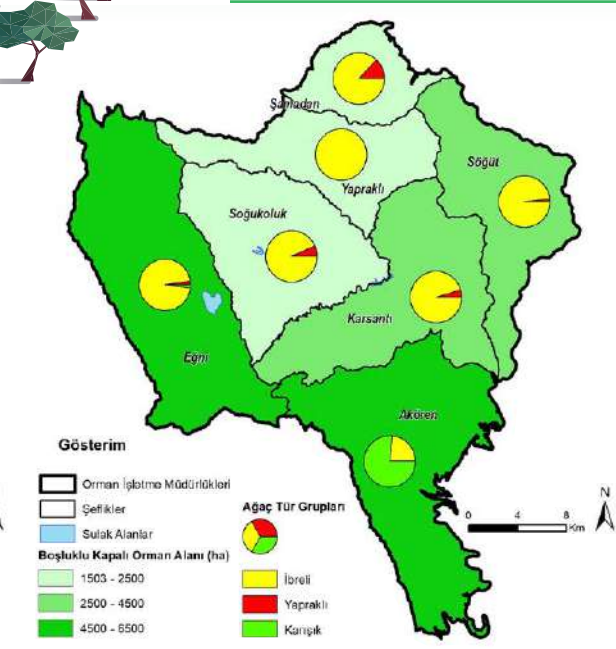 Şamadan
Yapraklı
Söğüt
Soğukoluk
Karsantı
Eğni
Akören
Gösterim
Orman İşletme Müdürlükleri
Şeflikler
Sulak Alanlar
Boşluklu Kapalı Orman Alanı (ha)
1503 - 2500
2500 - 4500
4500 - 6500
Ağaç Tür Grupları
İbreli
Yapraklı
Karışık
N
0 4 8
Km